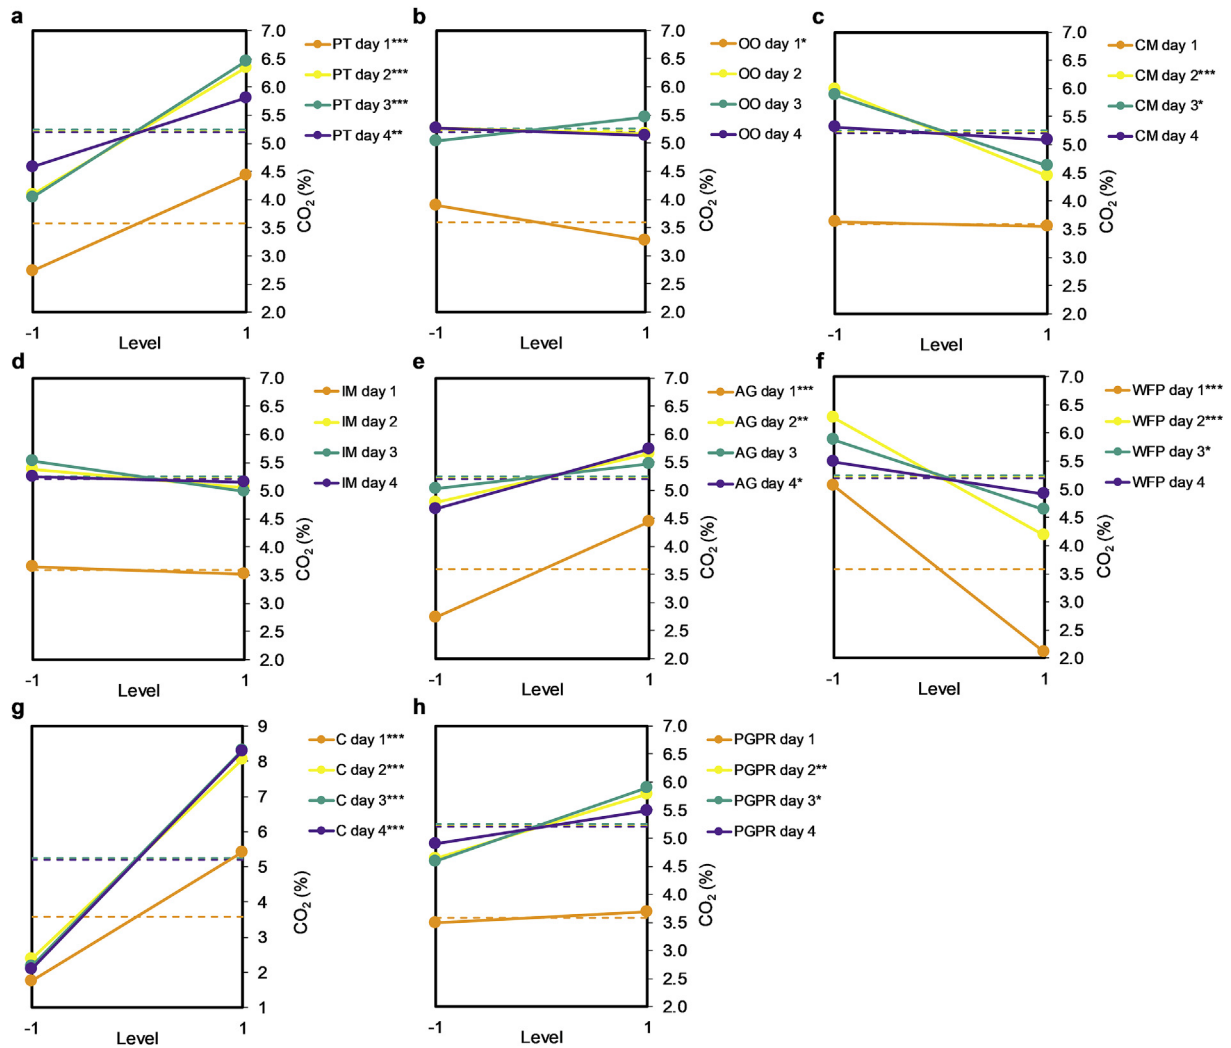 a
PT day 1***
PT day 2***
PT day 3***
PT day 4**
7.0
6.5
6.0
5.5
5.0
4.5
4.0
3.5
3.0
2.5
2.0
CO2 (%)
-1
Level
1
b
OO day 1*
OO day 2
OO day 3
OO day 4
7.0
6.5
6.0
5.5
5.0
4.5
4.0
3.5
3.0
2.5
2.0
CO2 (%)
-1
Level
1
c
CM day 1
CM day 2***
CM day 3*
CM day 4
7.0
6.5
6.0
5.5
5.0
4.5
4.0
3.5
3.0
2.5
2.0
CO2 (%)
-1
Level
1
d
IM day 1
IM day 2
IM day 3
IM day 4
7.0
6.5
6.0
5.5
5.0
4.5
4.0
3.5
3.0
2.5
2.0
CO2 (%)
-1
Level
1
e
AG day 1***
AG day 2**
AG day 3
AG day 4*
7.0
6.5
6.0
5.5
5.0
4.5
4.0
3.5
3.0
2.5
2.0
CO2 (%)
-1
Level
1
f
WFP day 1***
WFP day 2***
WFP day 3*
WFP day 4
7.0
6.5
6.0
5.5
5.0
4.5
4.0
3.5
3.0
2.5
2.0
CO2 (%)
-1
Level
1
g
C day 1***
C day 2***
C day 3***
C day 4***
9
8
7
6
5
4
3
2
1
CO2 (%)
-1
Level
1
h
PGPR day 1
PGPR day 2**
PGPR day 3*
PGPR day 4
7.0
6.5
6.0
5.5
5.0
4.5
4.0
3.5
3.0
2.5
2.0
CO2 (%)
-1
Level
1